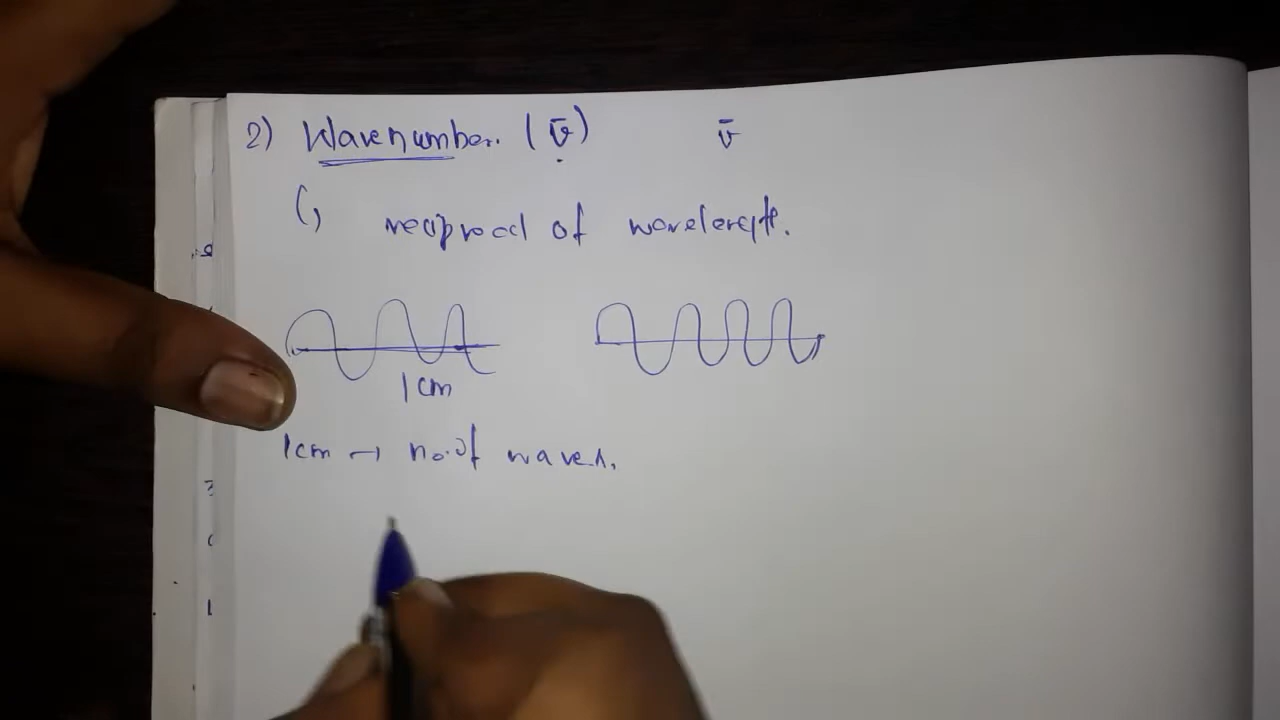 2) Wavenumber. (ν̄) ν̄
reciprocal of wavelength.
1cm
1cm → no. of waves.